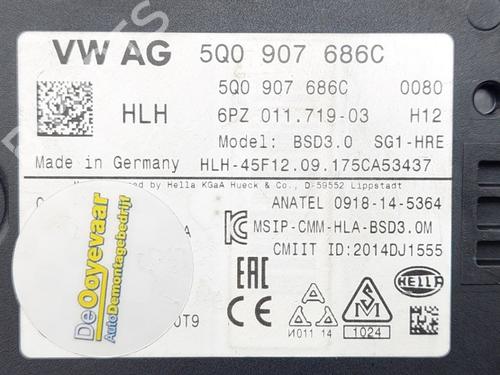 VW AG 5Q0 907 686C
5Q0 907 686C 0080
HLH 6PZ 011.719-03 H12
Model: BSD3.0 SG1-HRE
Made in Germany HLH-45F12.09.175CA53437
Manufactured by Hella KGaA Hueck & Co., D-59552 Lippstadt
ANATEL 0918-14-5364
MSIP-CMM-HLA-BSD3.0M
CMIIT ID:2014DJ1555
De Ooyevaar
AutoDemontagebedrijf
EAC
CE
HELLA
0T9
И011 14
1024